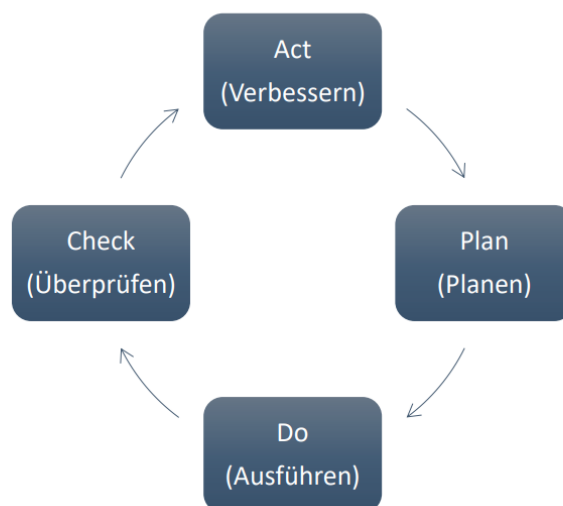 Act
(Verbessern)
Check
(Überprüfen)
Plan
(Planen)
Do
(Ausführen)